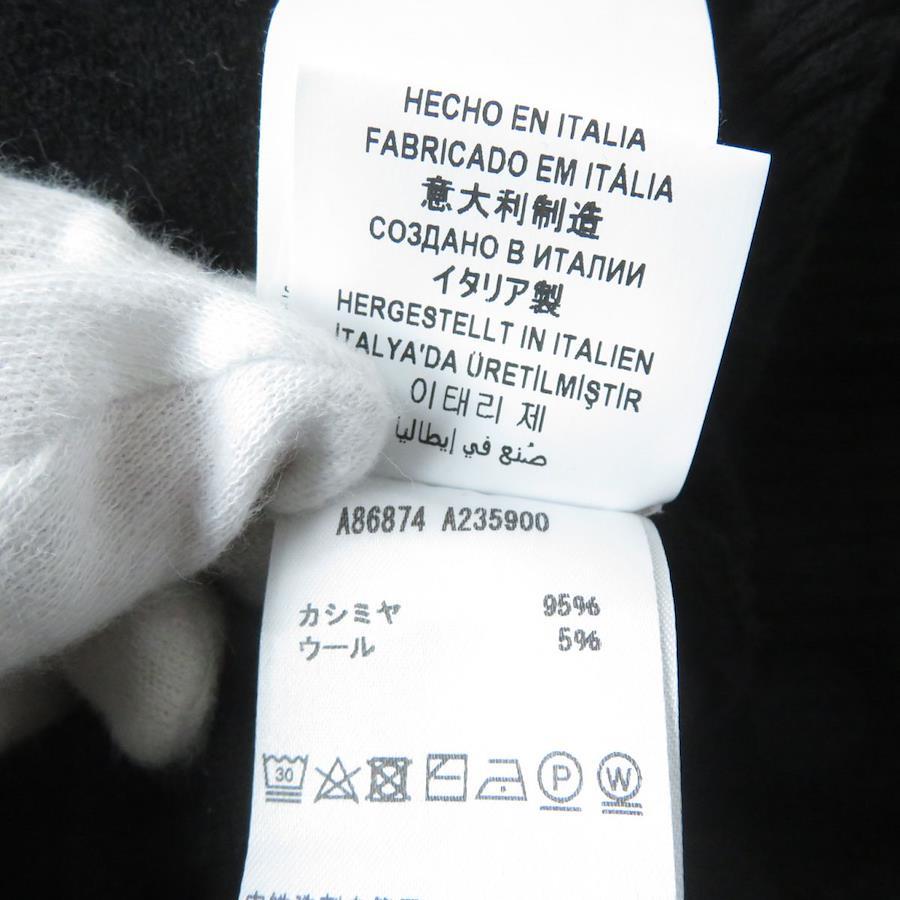 HECHO EN ITALIA
FABRICADO EM ITÁLIA
意大利制造
СОЗДАНО В ИТАЛИИ
イタリア製
HERGESTELLT IN ITALIEN
İTALYA'DA ÜRETİLMİŞTİR
이태리 제
صُنع في إيطاليا
A86874 A235900
カシミヤ 95%
ウール 5%
30
P
W